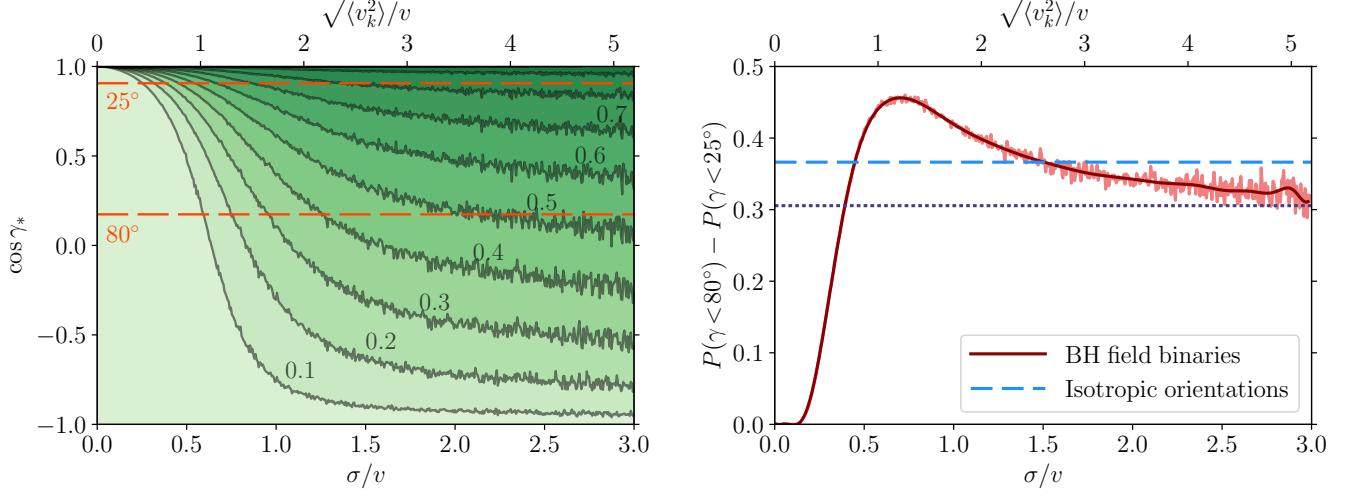 √⟨v_k^2⟩/v
0 1 2 3 4 5
1.0
0.5
0.0
−0.5
−1.0
cos γ_*
25°
80°
0.7
0.6
0.5
0.4
0.3
0.2
0.1
0.0 0.5 1.0 1.5 2.0 2.5 3.0
σ/v
√⟨v_k^2⟩/v
0 1 2 3 4 5
0.5
0.4
0.3
0.2
0.1
0.0
P(γ < 80°) − P(γ < 25°)
BH field binaries
Isotropic orientations
0.0 0.5 1.0 1.5 2.0 2.5 3.0
σ/v